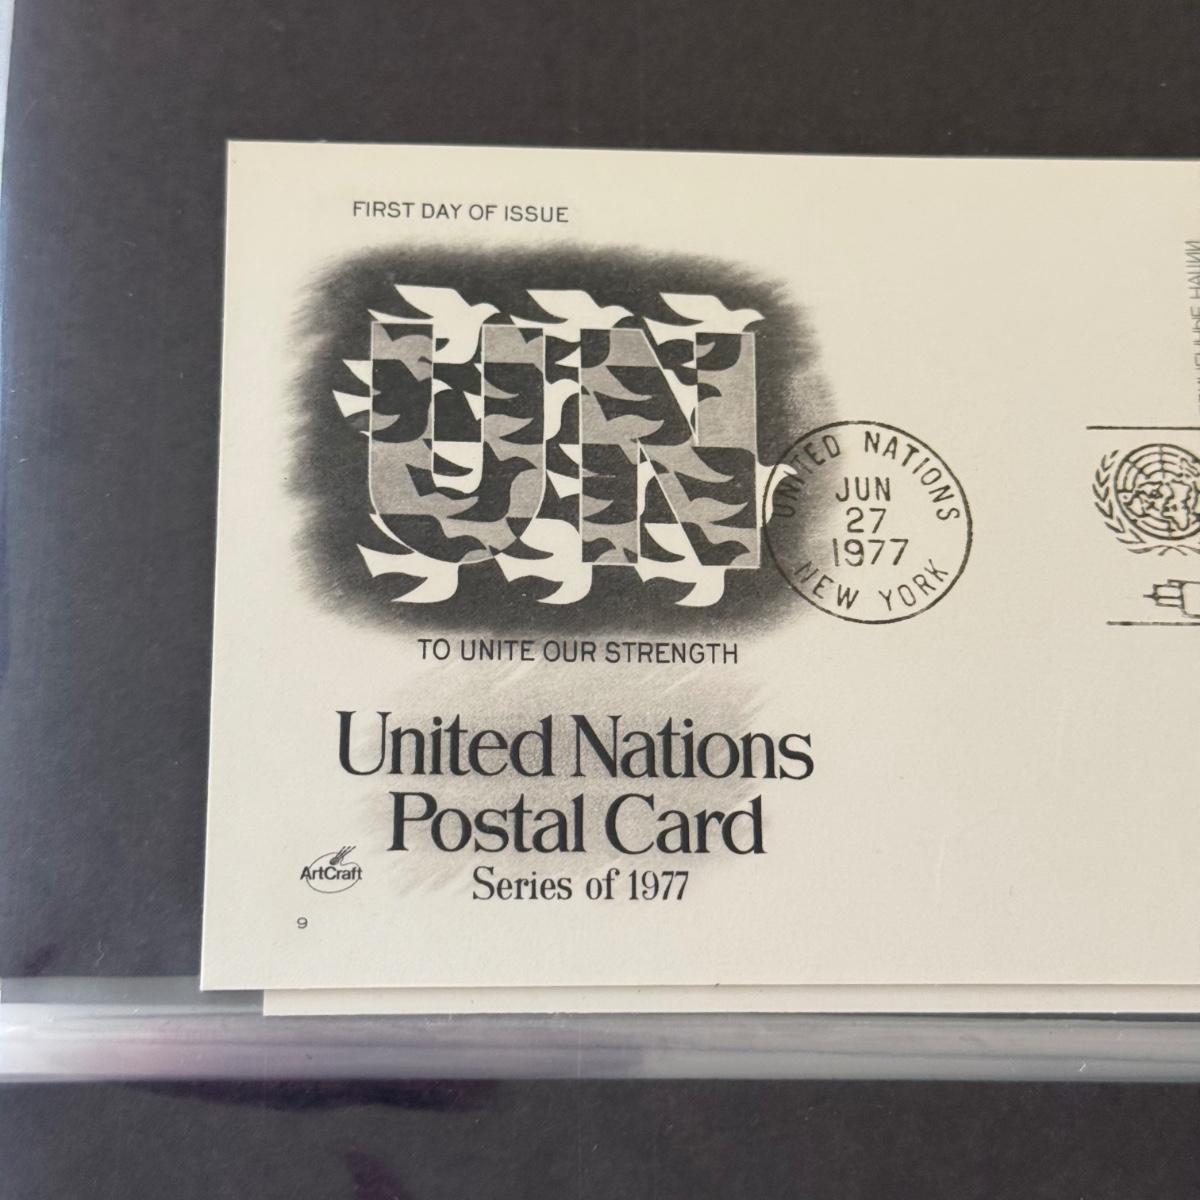 FIRST DAY OF ISSUE
UN
UNITED NATIONS
JUN
27
1977
NEW YORK
TO UNITE OUR STRENGTH
United Nations
Postal Card
Series of 1977
ArtCraft
9